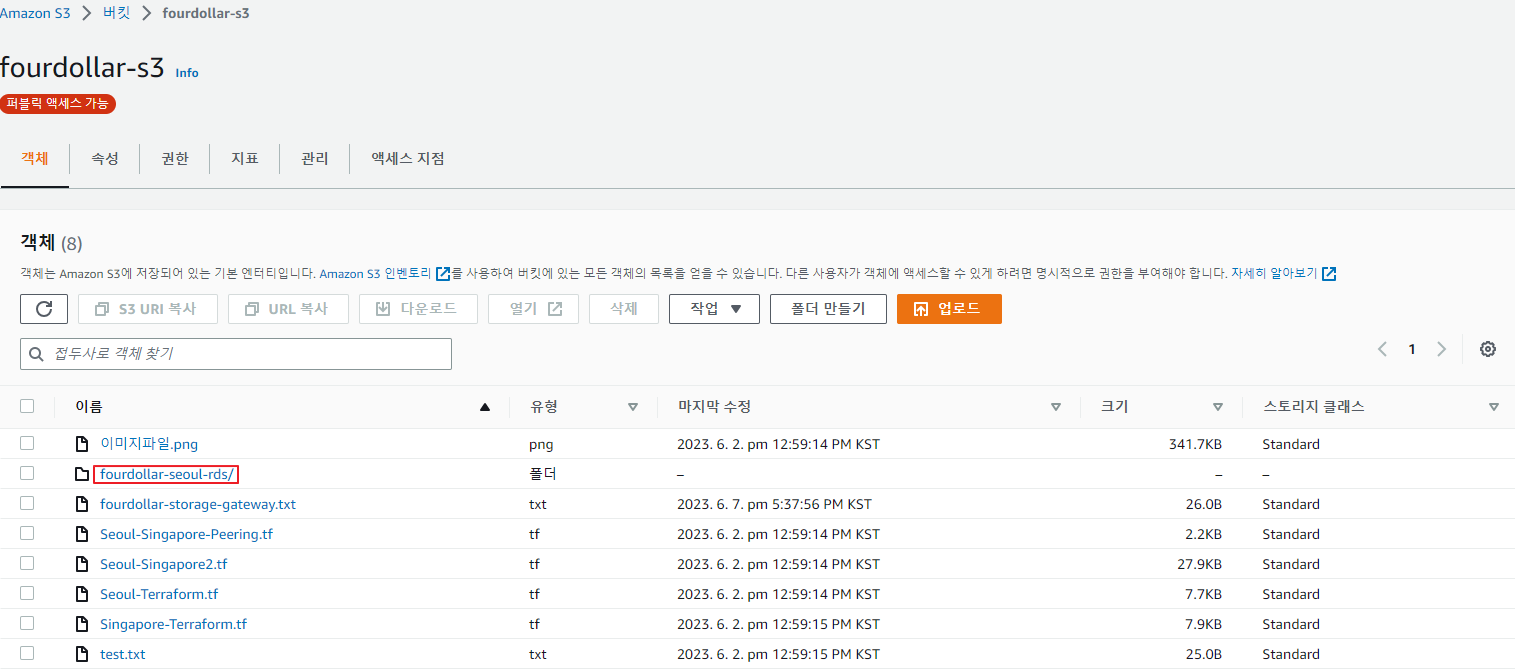 Amazon S3 > 버킷 > fourdollar-s3
fourdollar-s3 Info
퍼블릭 액세스 가능
객체 속성 권한 지표 관리 액세스 지점
객체 (8)
객체는 Amazon S3에 저장되어 있는 기본 엔터티입니다. Amazon S3 인벤토리를 사용하여 버킷에 있는 모든 객체의 목록을 얻을 수 있습니다. 다른 사용자가 객체에 액세스할 수 있게 하려면 명시적으로 권한을 부여해야 합니다. 자세히 알아보기
S3 URI 복사 URL 복사 다운로드 열기 삭제 작업 폴더 만들기 업로드
접두사로 객체 찾기 1
이름 유형 마지막 수정 크기 스토리지 클래스
이미지파일.png png 2023. 6. 2. pm 12:59:14 PM KST 341.7KB Standard
fourdollar-seoul-rds/ 폴더 – – –
fourdollar-storage-gateway.txt txt 2023. 6. 7. pm 5:37:56 PM KST 26.0B Standard
Seoul-Singapore-Peering.tf tf 2023. 6. 2. pm 12:59:14 PM KST 2.2KB Standard
Seoul-Singapore2.tf tf 2023. 6. 2. pm 12:59:14 PM KST 27.9KB Standard
Seoul-Terraform.tf tf 2023. 6. 2. pm 12:59:14 PM KST 7.7KB Standard
Singapore-Terraform.tf tf 2023. 6. 2. pm 12:59:15 PM KST 7.9KB Standard
test.txt txt 2023. 6. 2. pm 12:59:15 PM KST 25.0B Standard